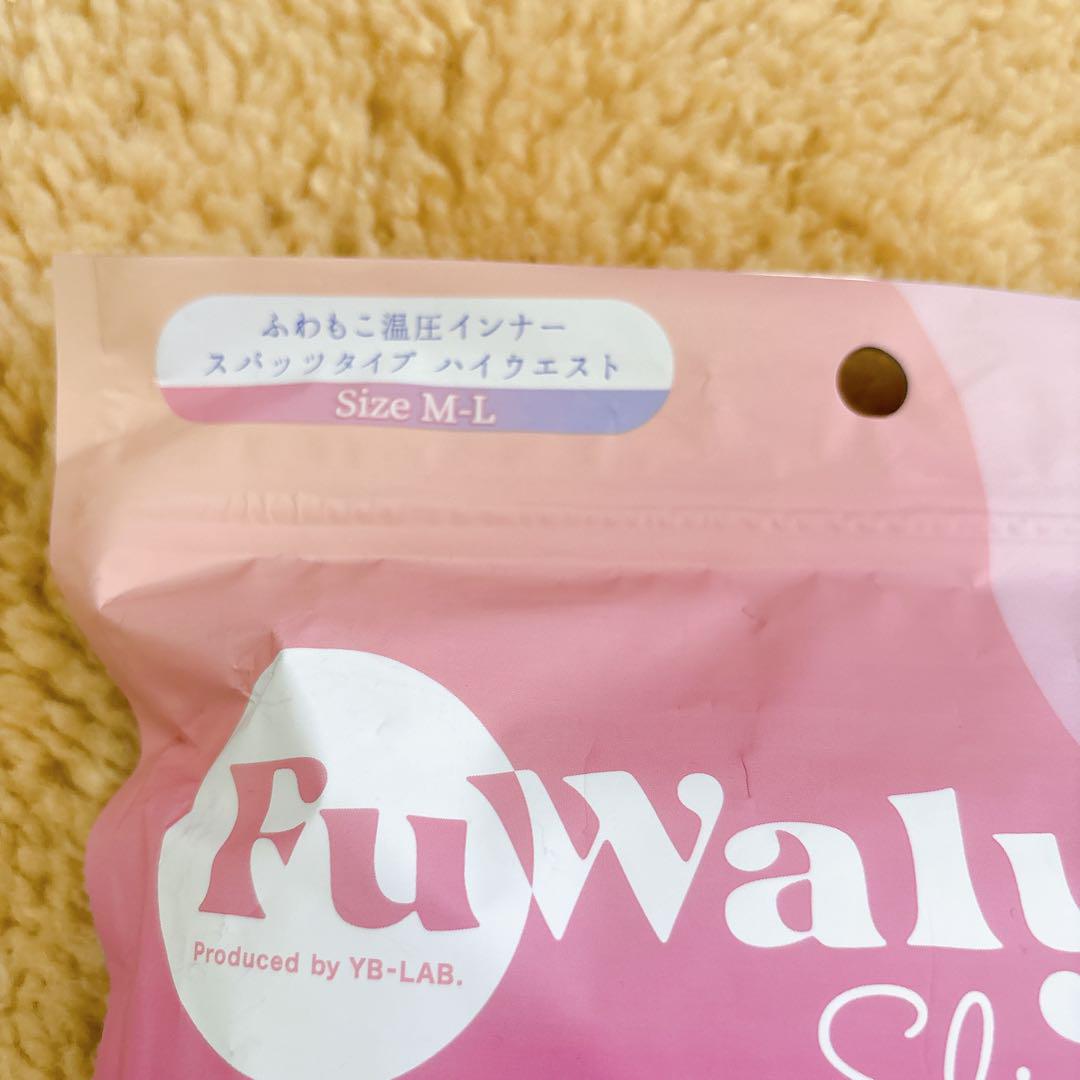 ふわもこ温圧インナー
スパッツタイプ ハイウエスト
Size M-L
FuWalu
Produced by YB-LAB.